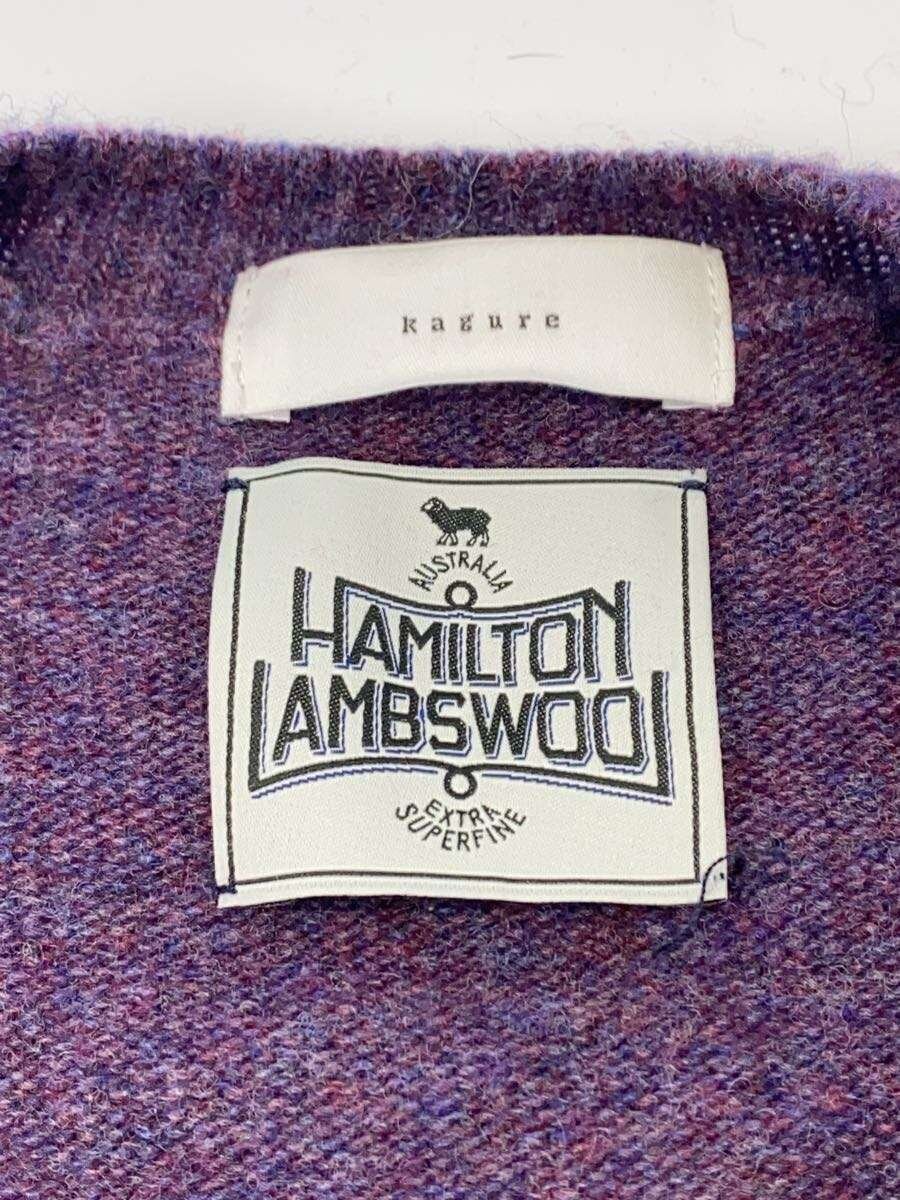 kagure
AUSTRALIA
HAMILTON
LAMBSWOOL
EXTRA
SUPERFINE